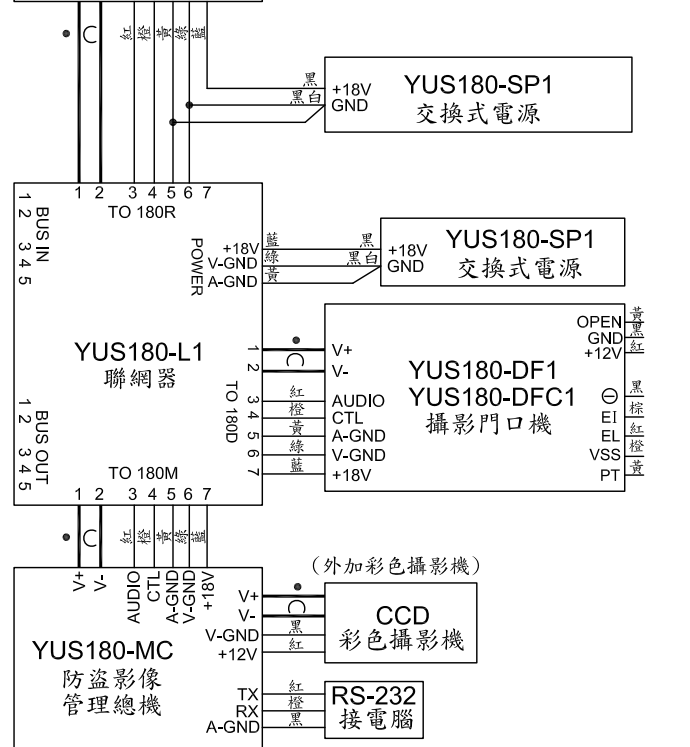 紅 橙 黃 綠 藍
黑
+18V
黑白
GND
YUS180-SP1
交換式電源
1 2 3 4 5 6 7
TO 180R
1 2 3 4 5
BUS IN
POWER
+18V
V-GND
A-GND
藍
綠
黃
黑
黑白
+18V
GND
YUS180-SP1
交換式電源
YUS180-L1
聯網器
1 2 3 4 5
BUS OUT
TO 180D
1
2
3
4
5
6
7
紅
橙
黃
綠
藍
V+
V-
AUDIO
CTL
A-GND
V-GND
+18V
YUS180-DF1
YUS180-DFC1
攝影門口機
OPEN 黃
GND 黑
+12V 紅
⊖ 黑
EI 棕
EL 紅
VSS 橙
PT 黃
TO 180M
1 2 3 4 5 6 7
紅 橙 黃 綠 藍
V+ V- AUDIO CTL A-GND V-GND +18V
YUS180-MC
防盜影像
管理總機
V+
V-
V-GND 黑
+12V 紅
(外加彩色攝影機)
CCD
彩色攝影機
TX 紅
RX 橙
A-GND 黑
RS-232
接電腦